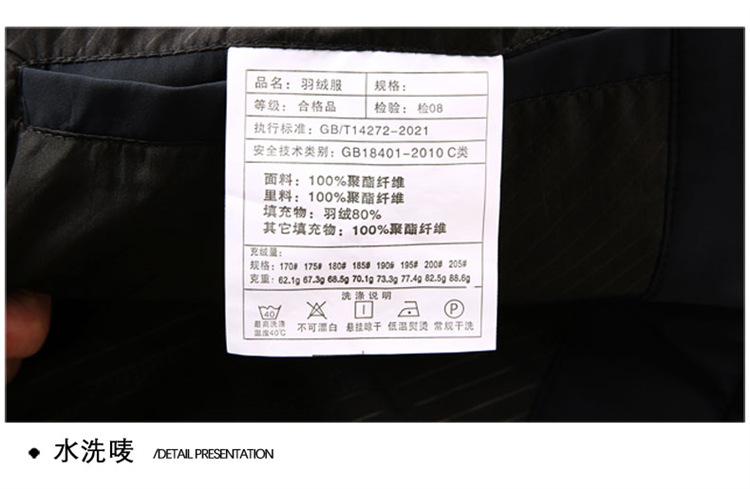 品名：羽绒服 规格：
等级：合格品 检验：检08
执行标准：GB/T14272-2021
安全技术类别：GB18401-2010 C类
面料：100%聚酯纤维
里料：100%聚酯纤维
填充物：羽绒80%
其它填充物：100%聚酯纤维
充绒量：
规格：170# 175# 180# 185# 190# 195# 200# 205#
克重：62.1g 67.3g 68.5g 70.1g 73.3g 77.4g 82.5g 88.6g
洗涤说明
40 P
最高洗涤温度40℃ 不可漂白 悬挂晾干 低温熨烫 常规干洗
水洗唛 /DETAIL PRESENTATION